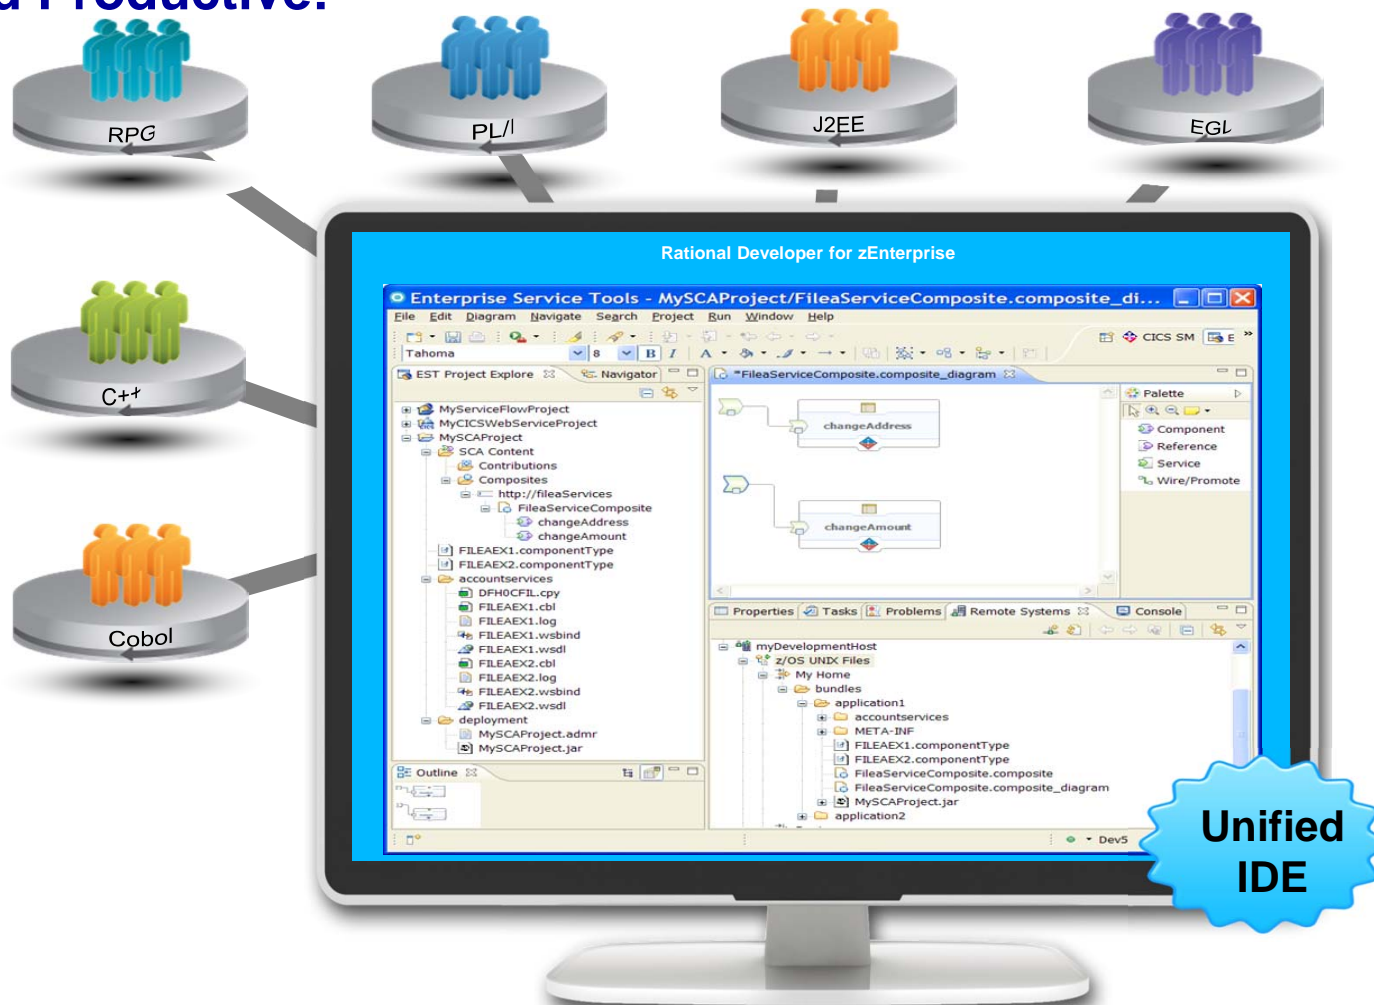 d Productive.
RPG
PL/I
J2EE
EGL
C++
Cobol
Rational Developer for zEnterprise
Enterprise Service Tools - MySCAProject/FileaServiceComposite.composite_di...
File Edit Diagram Navigate Search Project Run Window Help
CICS SM E »
Tahoma 8 B I A
EST Project Explore Navigator
MyServiceFlowProject
MyCICSWebServiceProject
MySCAProject
SCA Content
Contributions
Composites
http://fileaServices
FileaServiceComposite
changeAddress
changeAmount
FILEAEX1.componentType
FILEAEX2.componentType
accountservices
DFH0CFIL.cpy
FILEAEX1.cbl
FILEAEX1.log
FILEAEX1.wsbind
FILEAEX1.wsdl
FILEAEX2.cbl
FILEAEX2.log
FILEAEX2.wsbind
FILEAEX2.wsdl
deployment
MySCAProject.admr
MySCAProject.jar
Outline
*FileaServiceComposite.composite_diagram
changeAddress
changeAmount
Palette
Component
Reference
Service
Wire/Promote
Properties Tasks Problems Remote Systems Console
myDevelopmentHost
z/OS UNIX Files
My Home
bundles
application1
accountservices
META-INF
FILEAEX1.componentType
FILEAEX2.componentType
FileaServiceComposite.composite
FileaServiceComposite.composite_diagram
MySCAProject.jar
application2
Dev5
Unified
IDE